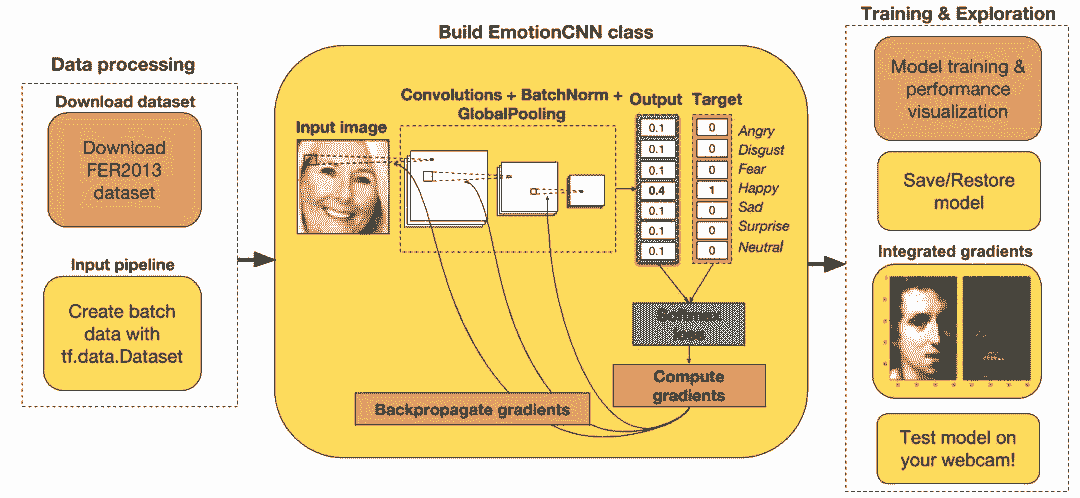 Data processing
Download dataset
Download
FER2013
dataset
Input pipeline
Create batch
data with
tf.data.Dataset
Build EmotionCNN class
Input image
Convolutions + BatchNorm +
GlobalPooling
Output Target
0.1 0 Angry
0.1 0 Disgust
0.1 0 Fear
0.4 1 Happy
0.1 0 Sad
0.1 0 Surprise
0.1 0 Neutral
Softmax
loss
Compute
gradients
Backpropagate gradients
Training & Exploration
Model training &
performance
visualization
Save/Restore
model
Integrated gradients
Test model on
your webcam!